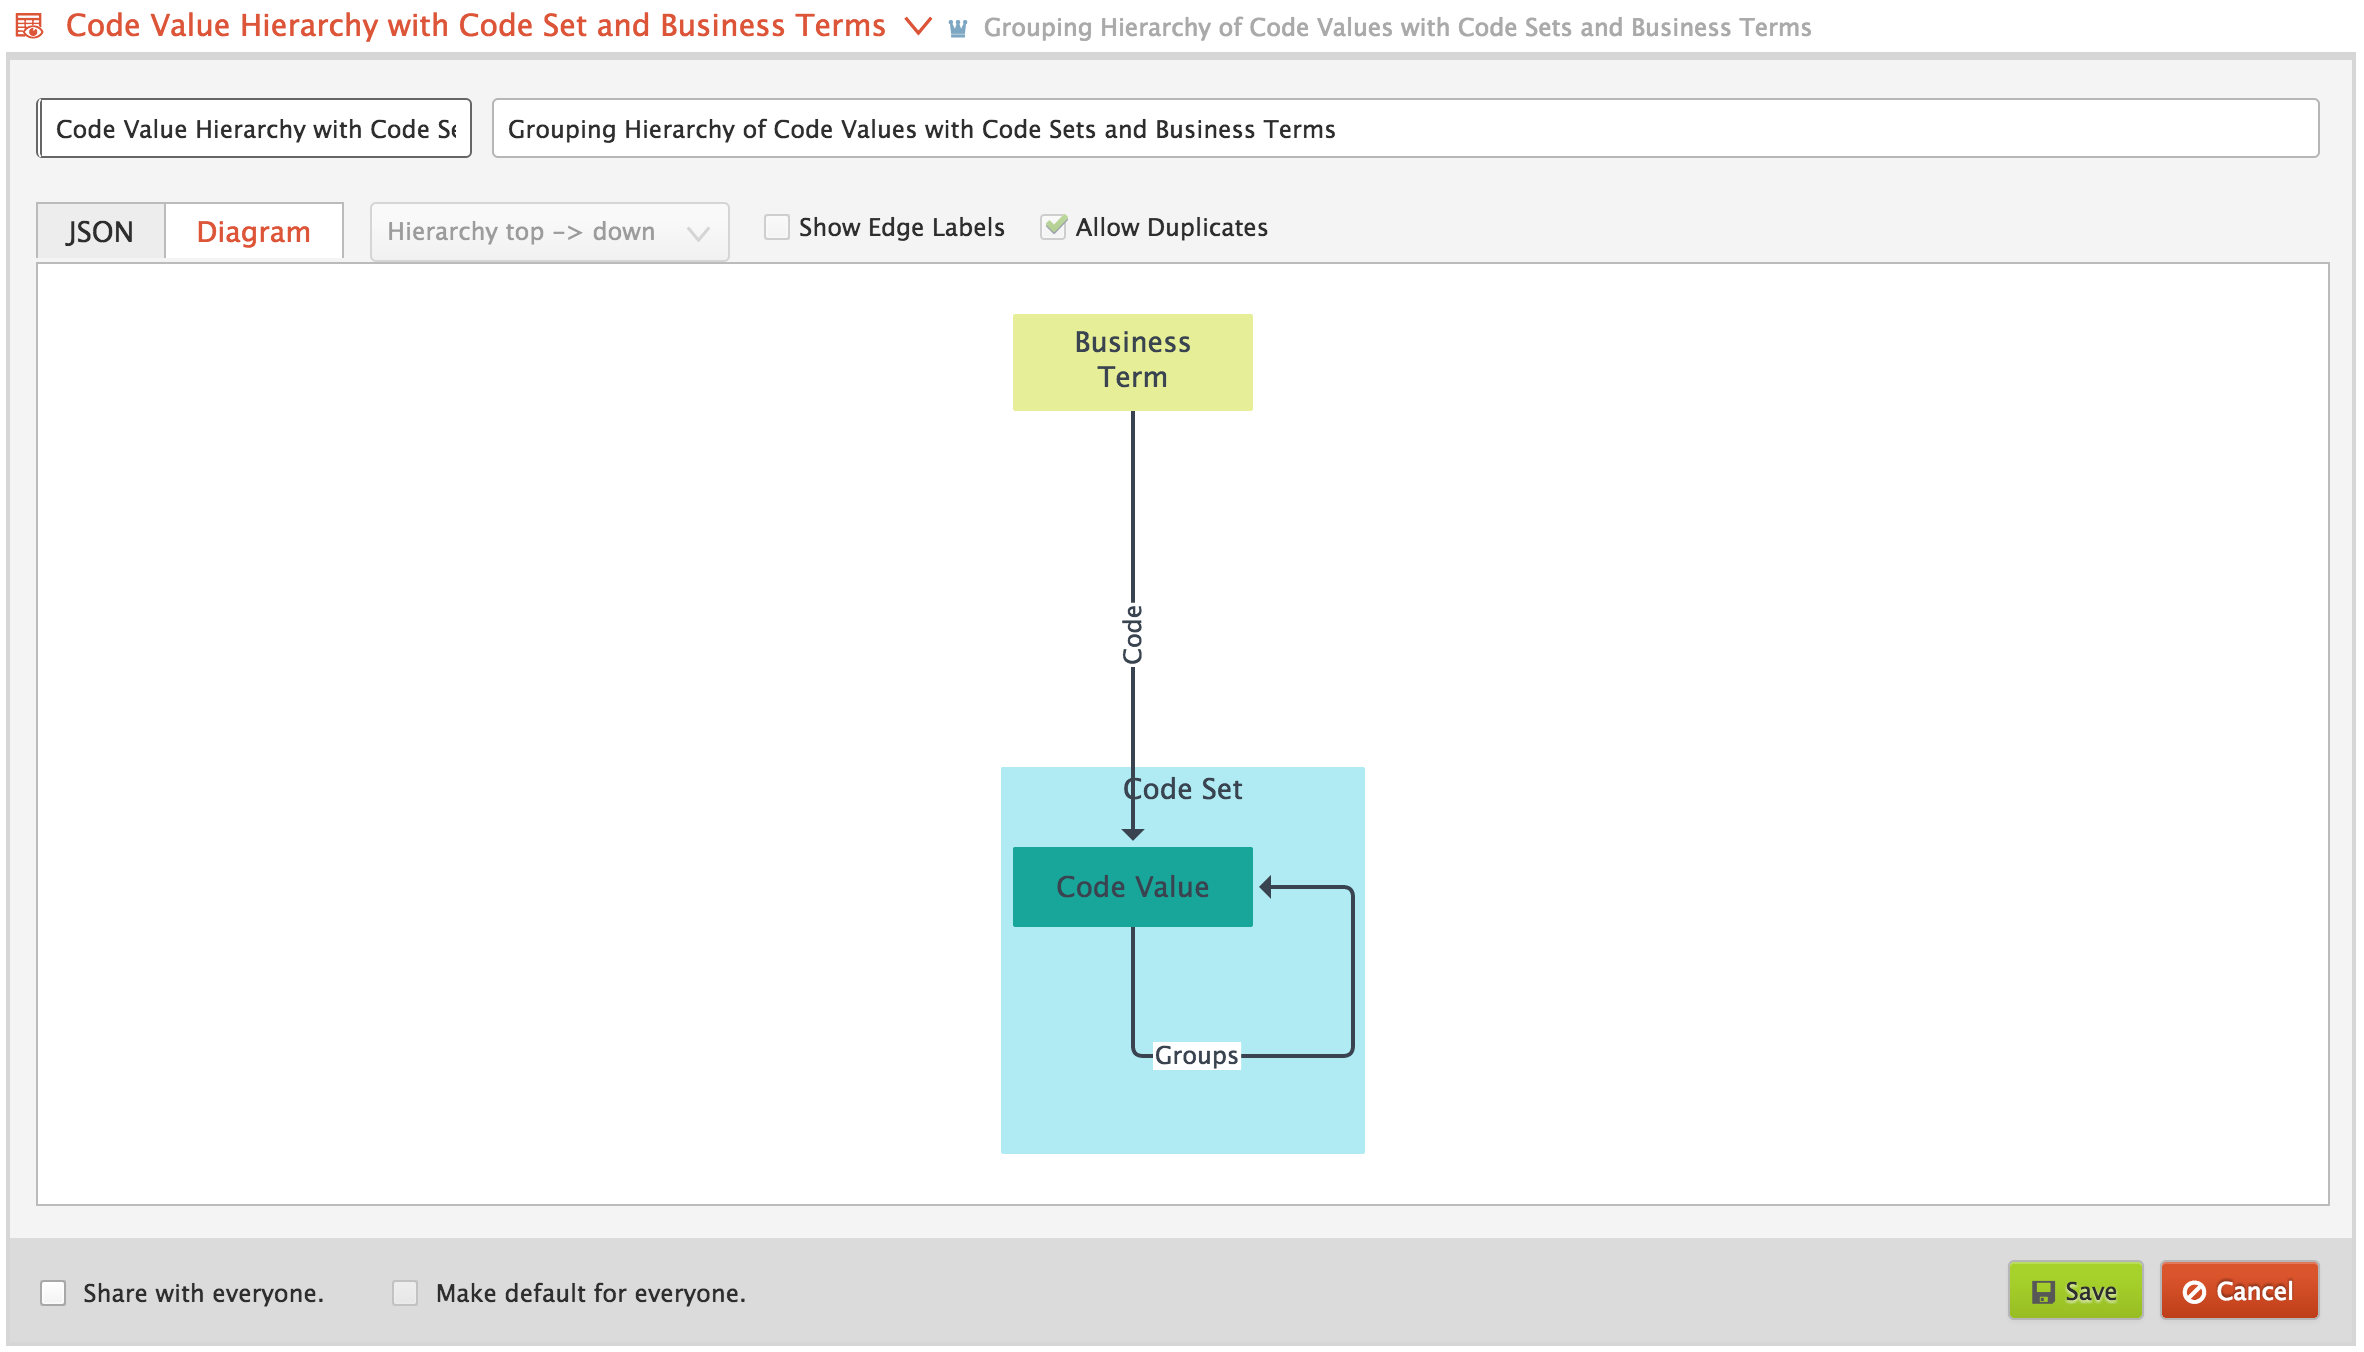 Code Value Hierarchy with Code Set and Business Terms Grouping Hierarchy of Code Values with Code Sets and Business Terms
Code Value Hierarchy with Code Se Grouping Hierarchy of Code Values with Code Sets and Business Terms
JSON Diagram Hierarchy top -> down Show Edge Labels Allow Duplicates
Business
Term
Code
Code Set
Code Value
Groups
Share with everyone. Make default for everyone. Save Cancel